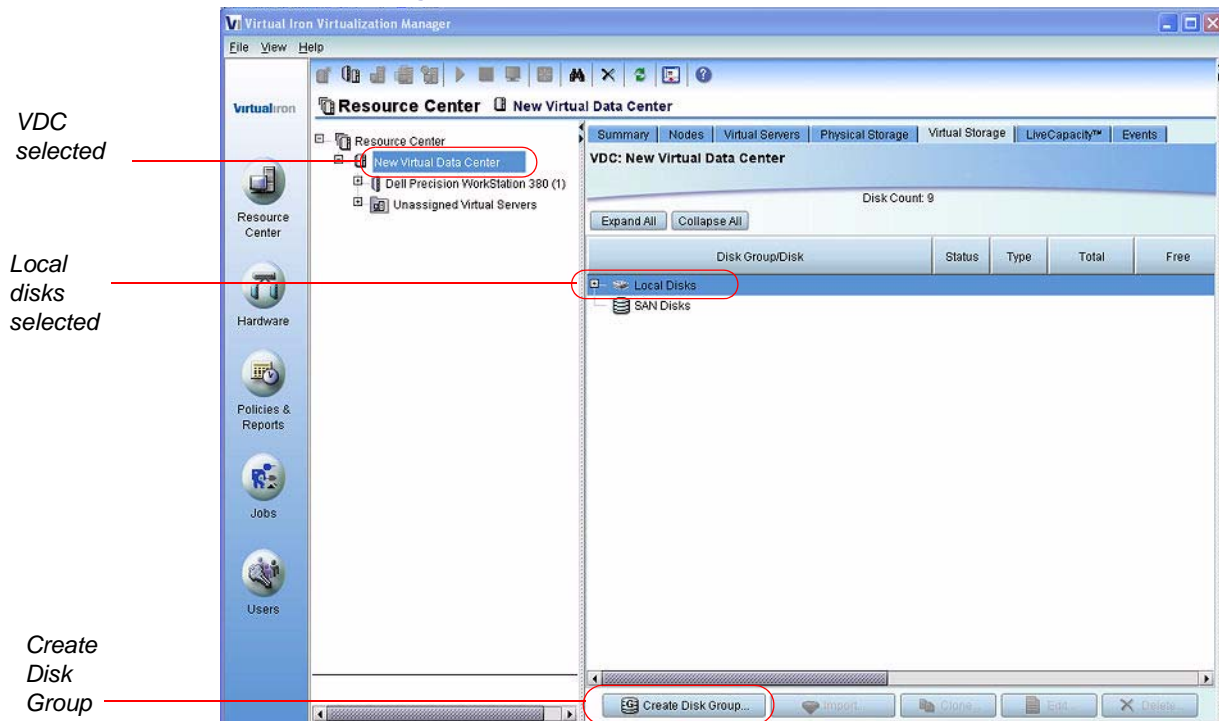 Virtual Iron Virtualization Manager
File View Help
Virtualiron
Resource Center New Virtual Data Center
VDC
selected
Resource Center
New Virtual Data Center
Dell Precision WorkStation 380 (1)
Unassigned Virtual Servers
Summary Nodes Virtual Servers Physical Storage Virtual Storage LiveCapacity™ Events
VDC: New Virtual Data Center
Disk Count: 9
Expand All Collapse All
Disk Group/Disk Status Type Total Free
Local Disks
SAN Disks
Resource
Center
Local
disks
selected
Hardware
Policies &
Reports
Jobs
Users
Create
Disk
Group
Create Disk Group... Import... Clone... Edit... Delete...